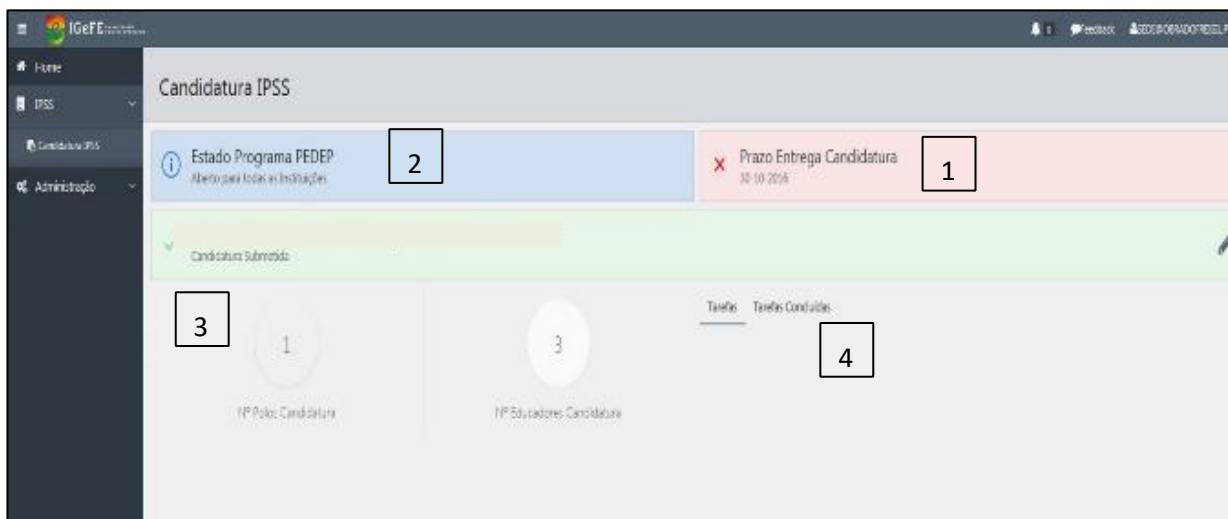 IGeFE
Feedback
Home
IPSS
Candidatura IPSS
Administração
Candidatura IPSS
Estado Programa PEDEP
Aberto para todas as Instituições
2
Prazo Entrega Candidatura
30-10-2016
1
Candidatura Submetida
3
1
Nº Polos Candidatura
3
Nº Educadores Candidatura
Tarefas Tarefas Concluídas
4